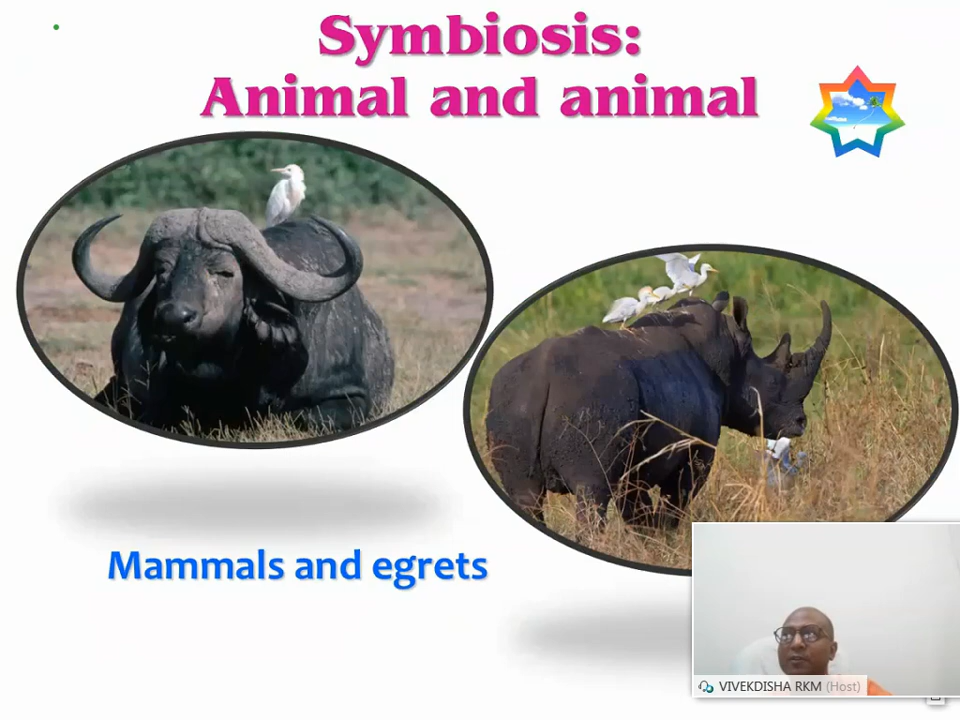 Symbiosis:
Animal and animal
Mammals and egrets
VIVEKDISHA RKM (Host)